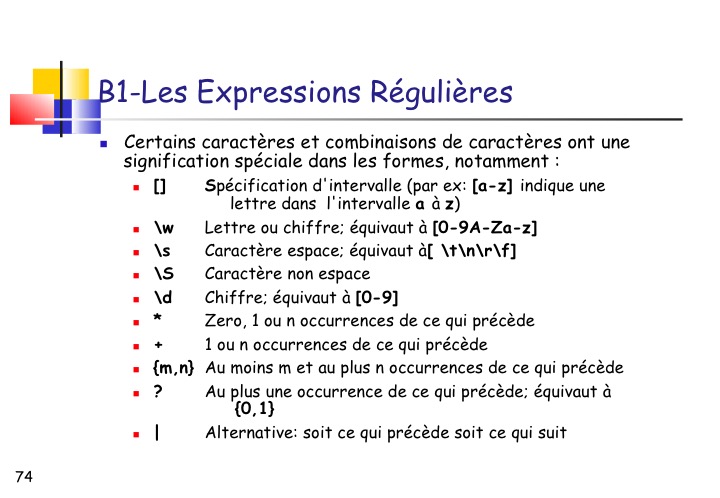 B1-Les Expressions Régulières
Certains caractères et combinaisons de caractères ont une
signification spéciale dans les formes, notamment :
[] Spécification d'intervalle (par ex: [a-z] indique une
lettre dans l'intervalle a à z)
\w Lettre ou chiffre; équivaut à [0-9A-Za-z]
\s Caractère espace; équivaut à[ \t\n\r\f]
\S Caractère non espace
\d Chiffre; équivaut à [0-9]
* Zero, 1 ou n occurrences de ce qui précède
+ 1 ou n occurrences de ce qui précède
{m,n} Au moins m et au plus n occurrences de ce qui précède
? Au plus une occurrence de ce qui précède; équivaut à
{0,1}
| Alternative: soit ce qui précède soit ce qui suit
74